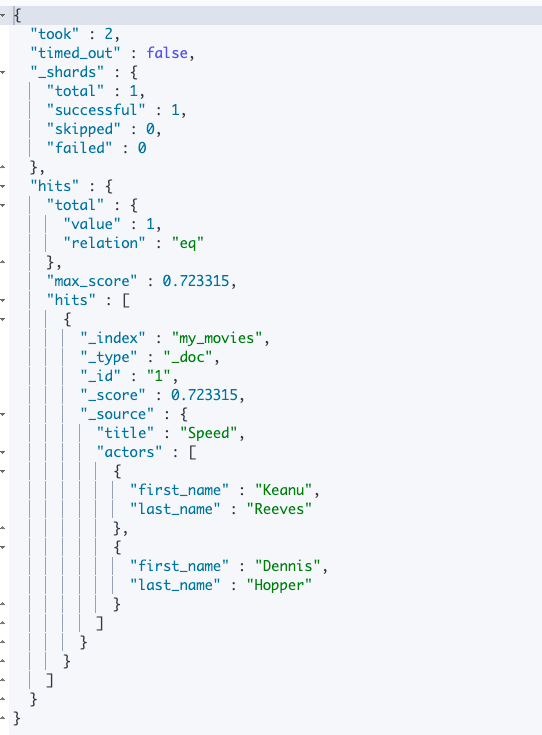 {
  "took" : 2,
  "timed_out" : false,
  "_shards" : {
    "total" : 1,
    "successful" : 1,
    "skipped" : 0,
    "failed" : 0
  },
  "hits" : {
    "total" : {
      "value" : 1,
      "relation" : "eq"
    },
    "max_score" : 0.723315,
    "hits" : [
      {
        "_index" : "my_movies",
        "_type" : "_doc",
        "_id" : "1",
        "_score" : 0.723315,
        "_source" : {
          "title" : "Speed",
          "actors" : [
            {
              "first_name" : "Keanu",
              "last_name" : "Reeves"
            },
            {
              "first_name" : "Dennis",
              "last_name" : "Hopper"
            }
          ]
        }
      }
    ]
  }
}